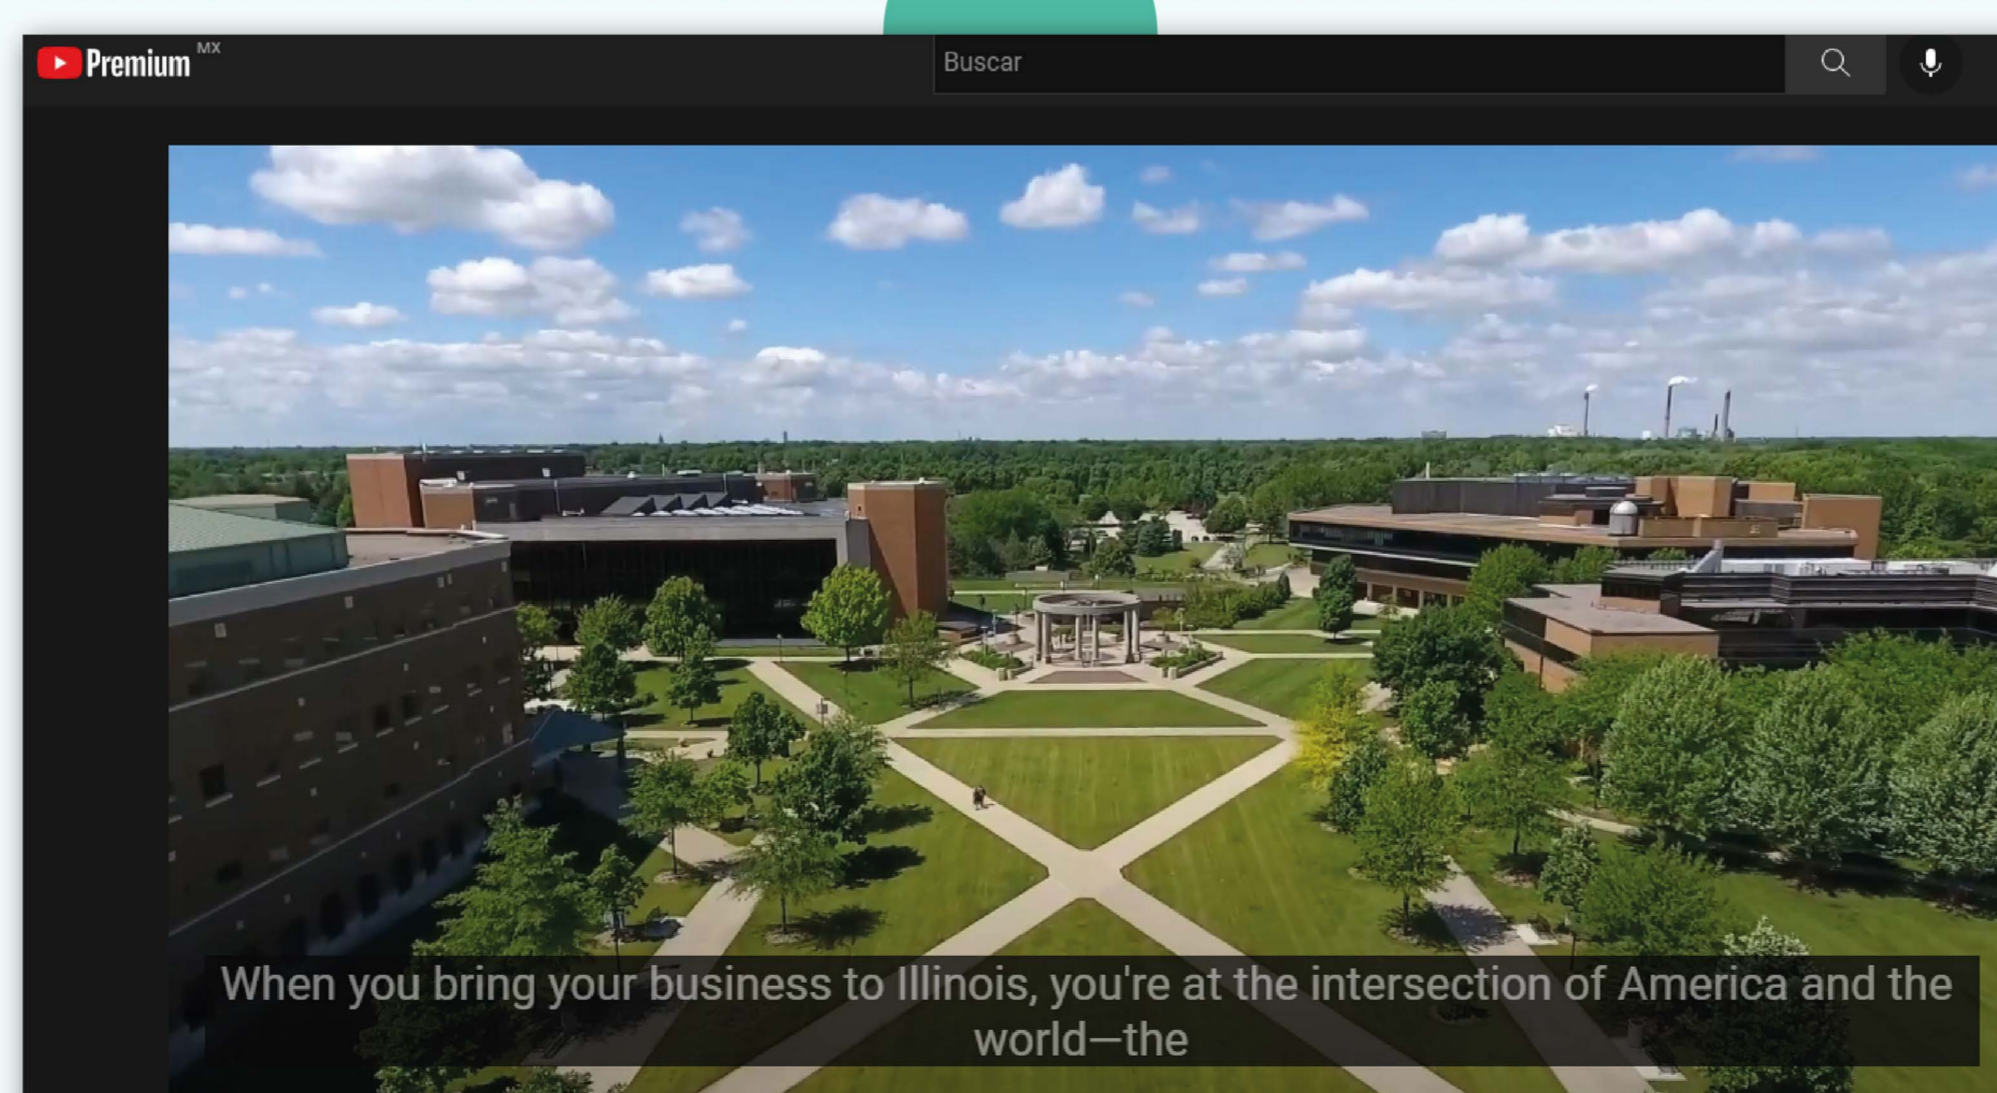 Premium MX
Buscar
When you bring your business to Illinois, you're at the intersection of America and the
world—the